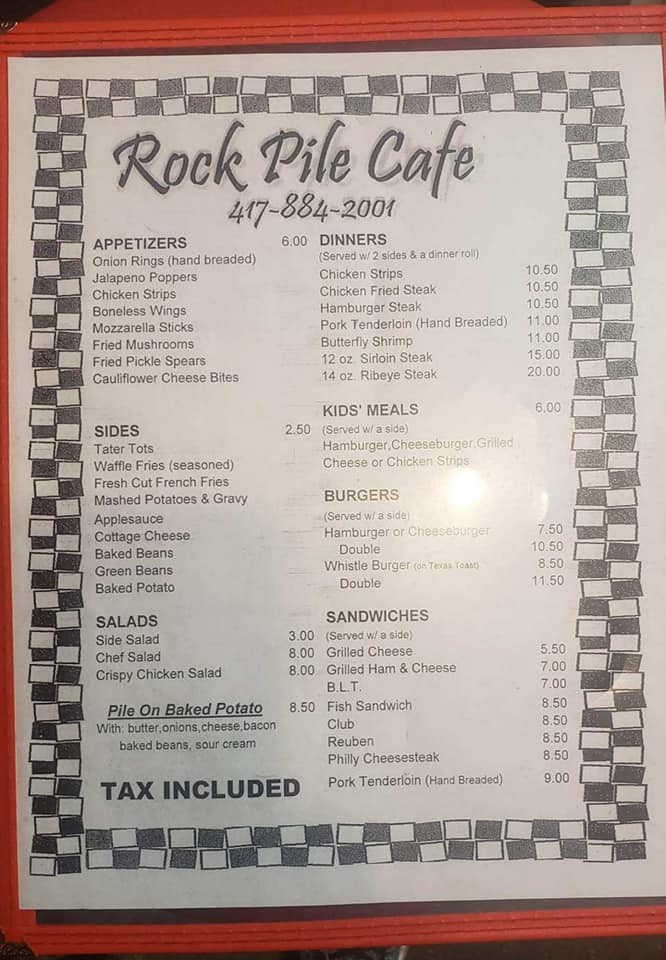 Rock Pile Cafe
417-884-2001
APPETIZERS 6.00
Onion Rings (hand breaded)
Jalapeno Poppers
Chicken Strips
Boneless Wings
Mozzarella Sticks
Fried Mushrooms
Fried Pickle Spears
Cauliflower Cheese Bites
SIDES 2.50
Tater Tots
Waffle Fries (seasoned)
Fresh Cut French Fries
Mashed Potatoes & Gravy
Applesauce
Cottage Cheese
Baked Beans
Green Beans
Baked Potato
SALADS
Side Salad 3.00
Chef Salad 8.00
Crispy Chicken Salad 8.00
Pile On Baked Potato 8.50
With: butter,onions,cheese,bacon
baked beans, sour cream
TAX INCLUDED
DINNERS
(Served w/ 2 sides & a dinner roll)
Chicken Strips 10.50
Chicken Fried Steak 10.50
Hamburger Steak 10.50
Pork Tenderloin (Hand Breaded) 11.00
Butterfly Shrimp 11.00
12 oz. Sirloin Steak 15.00
14 oz. Ribeye Steak 20.00
KIDS' MEALS 6.00
(Served w/ a side)
Hamburger,Cheeseburger,Grilled
Cheese or Chicken Strips
BURGERS
(Served w/ a side)
Hamburger or Cheeseburger 7.50
Double 10.50
Whistle Burger (on Texas Toast) 8.50
Double 11.50
SANDWICHES
(Served w/ a side)
Grilled Cheese 5.50
Grilled Ham & Cheese 7.00
B.L.T. 7.00
Fish Sandwich 8.50
Club 8.50
Reuben 8.50
Philly Cheesesteak 8.50
Pork Tenderloin (Hand Breaded) 9.00